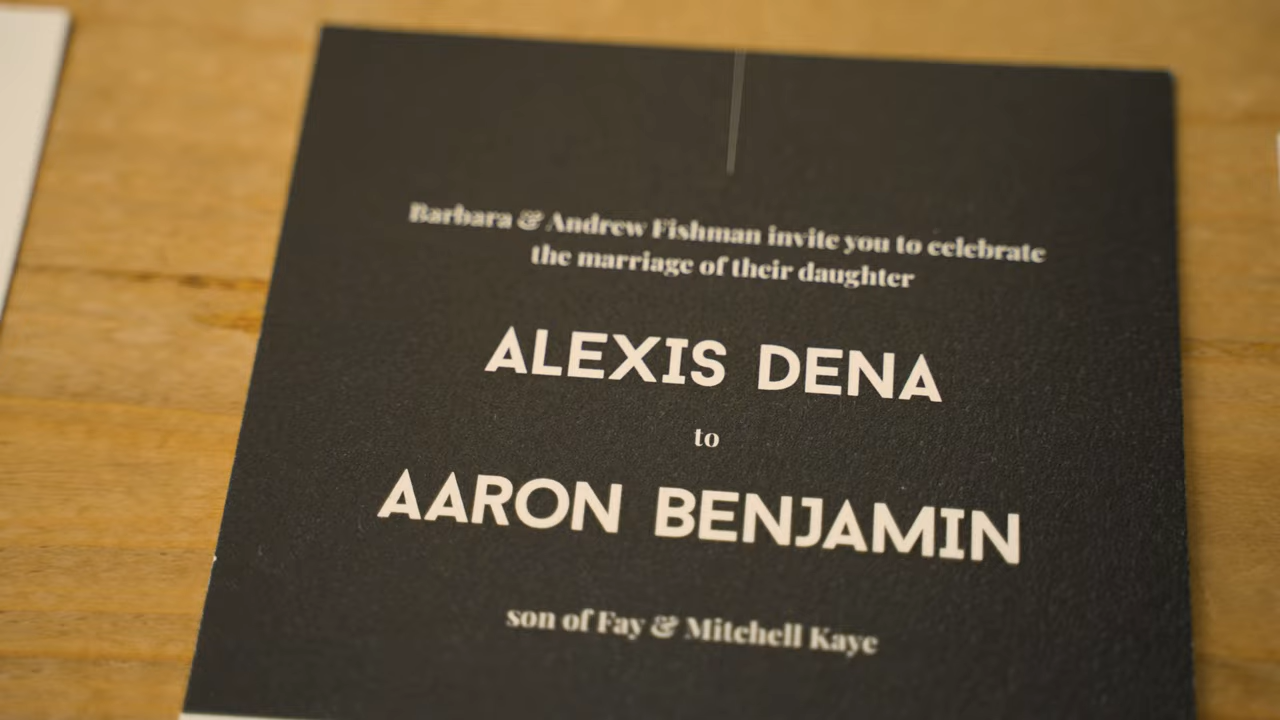 Barbara & Andrew Fishman invite you to celebrate
the marriage of their daughter
ALEXIS DENA
to
AARON BENJAMIN
son of Fay & Mitchell Kaye